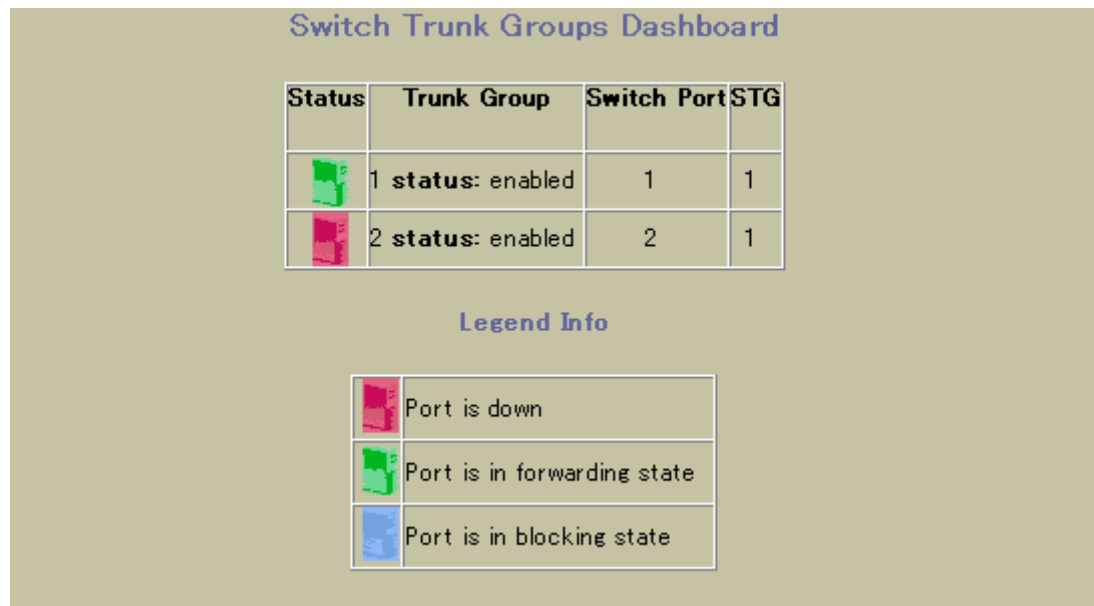 Switch Trunk Groups Dashboard
Status Trunk Group Switch Port STG
1 status: enabled 1 1
2 status: enabled 2 1
Legend Info
Port is down
Port is in forwarding state
Port is in blocking state